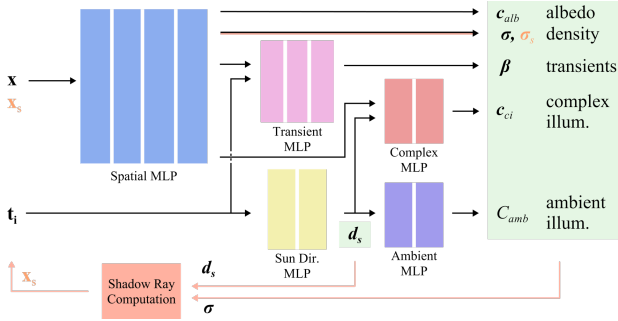 c_alb albedo
σ, σ_s density
β transients
x
x_s
Transient
MLP
c_ci complex
illum.
Spatial MLP
Complex
MLP
t_i
d_s
C_amb ambient
illum.
Sun Dir.
MLP
Ambient
MLP
x_s
Shadow Ray
Computation
d_s
σ